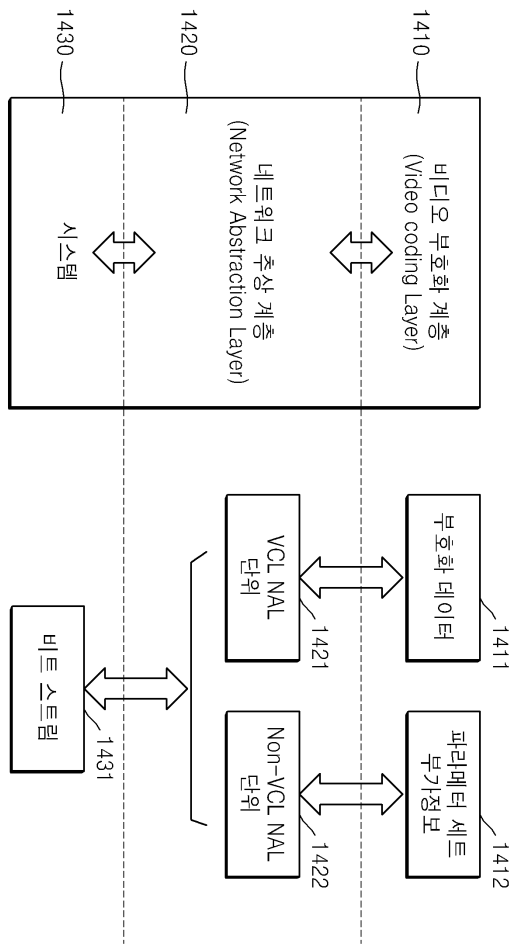 1410
비디오 부호화 계층
(Video coding Layer)
1420
네트워크 추상 계층
(Network Abstraction Layer)
1430
시스템
부호화 데이터
1411
파라메터 세트
부가정보
1412
VCL NAL
단위
1421
Non-VCL NAL
단위
1422
비트 스트림
1431